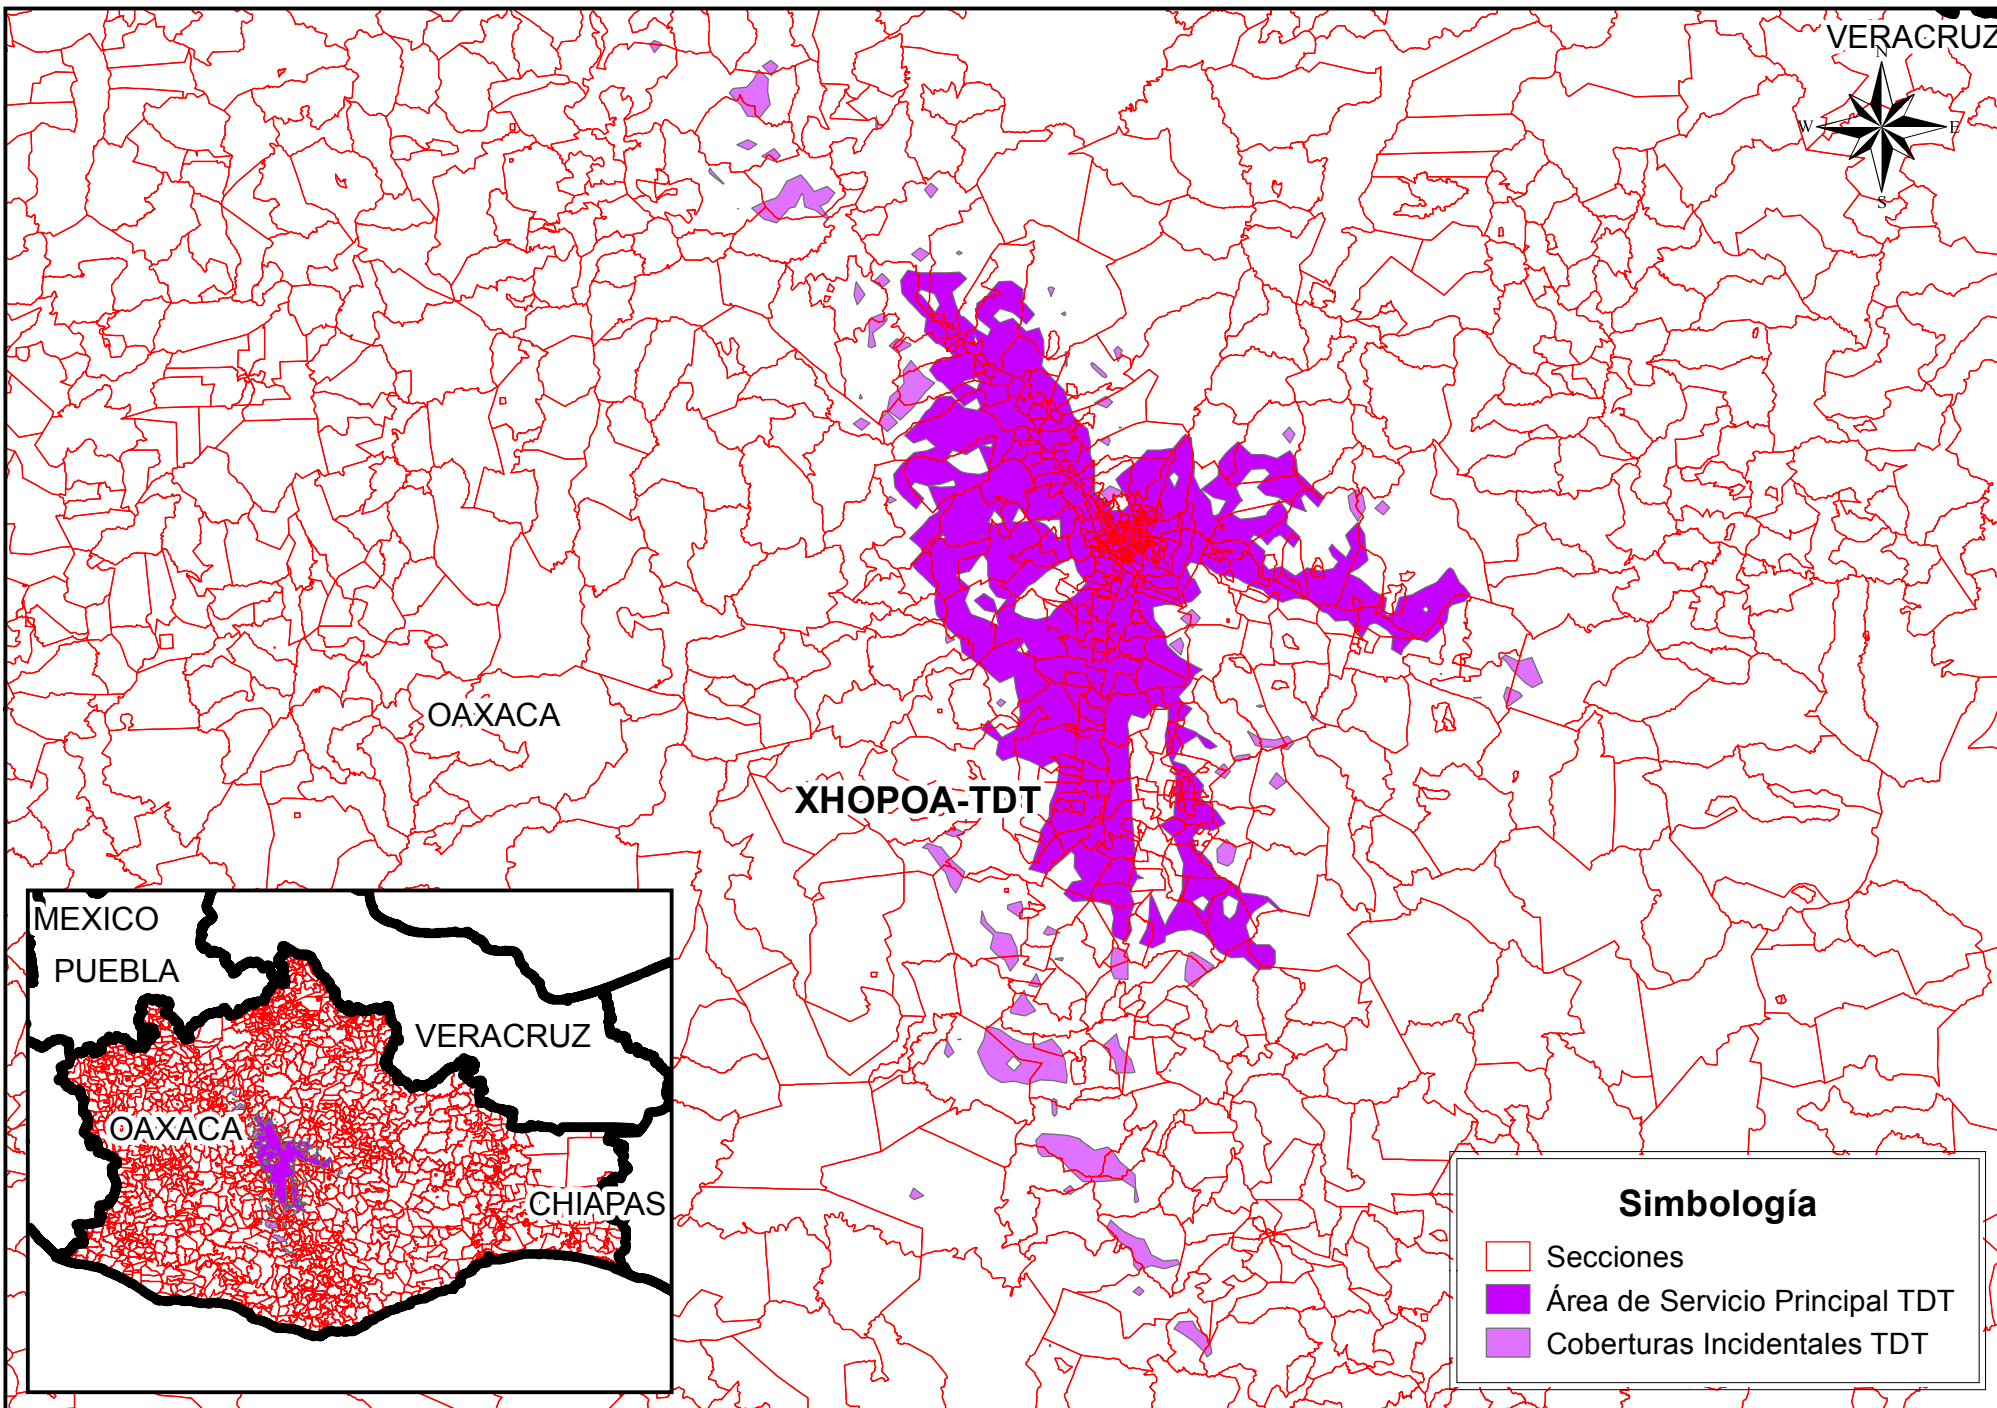 VERACRUZ
N
W
E
S
OAXACA
XHOPOA-TDT
MEXICO
PUEBLA
VERACRUZ
OAXACA
CHIAPAS
Simbología
Secciones
Área de Servicio Principal TDT
Coberturas Incidentales TDT